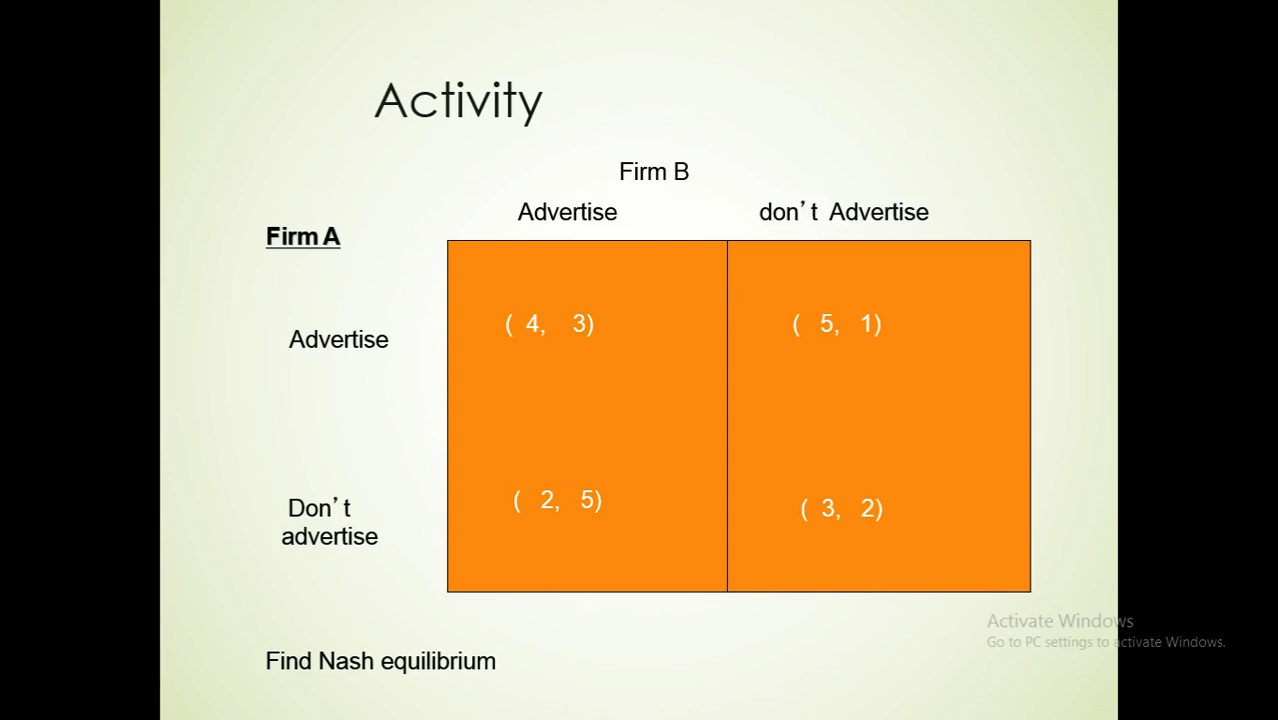 Activity
Firm B
Advertise don’t Advertise
Firm A
( 4, 3) ( 5, 1)
Advertise
( 2, 5) ( 3, 2)
Don’t
advertise
Activate Windows
Go to PC settings to activate Windows.
Find Nash equilibrium